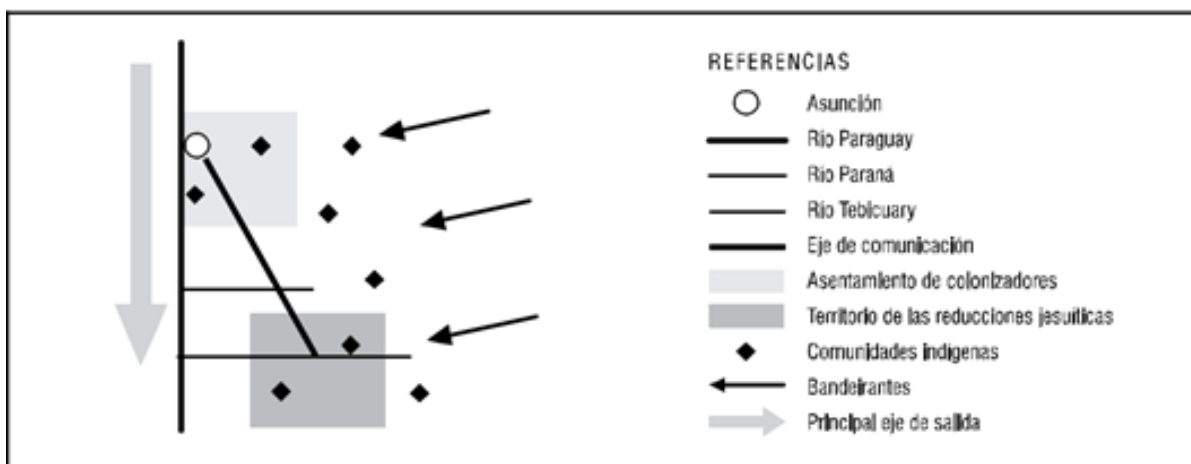 REFERENCIAS
Asunción
Río Paraguay
Río Paraná
Río Tebicuary
Eje de comunicación
Asentamiento de colonizadores
Territorio de las reducciones jesuíticas
Comunidades indígenas
Bandeirantes
Principal eje de salida